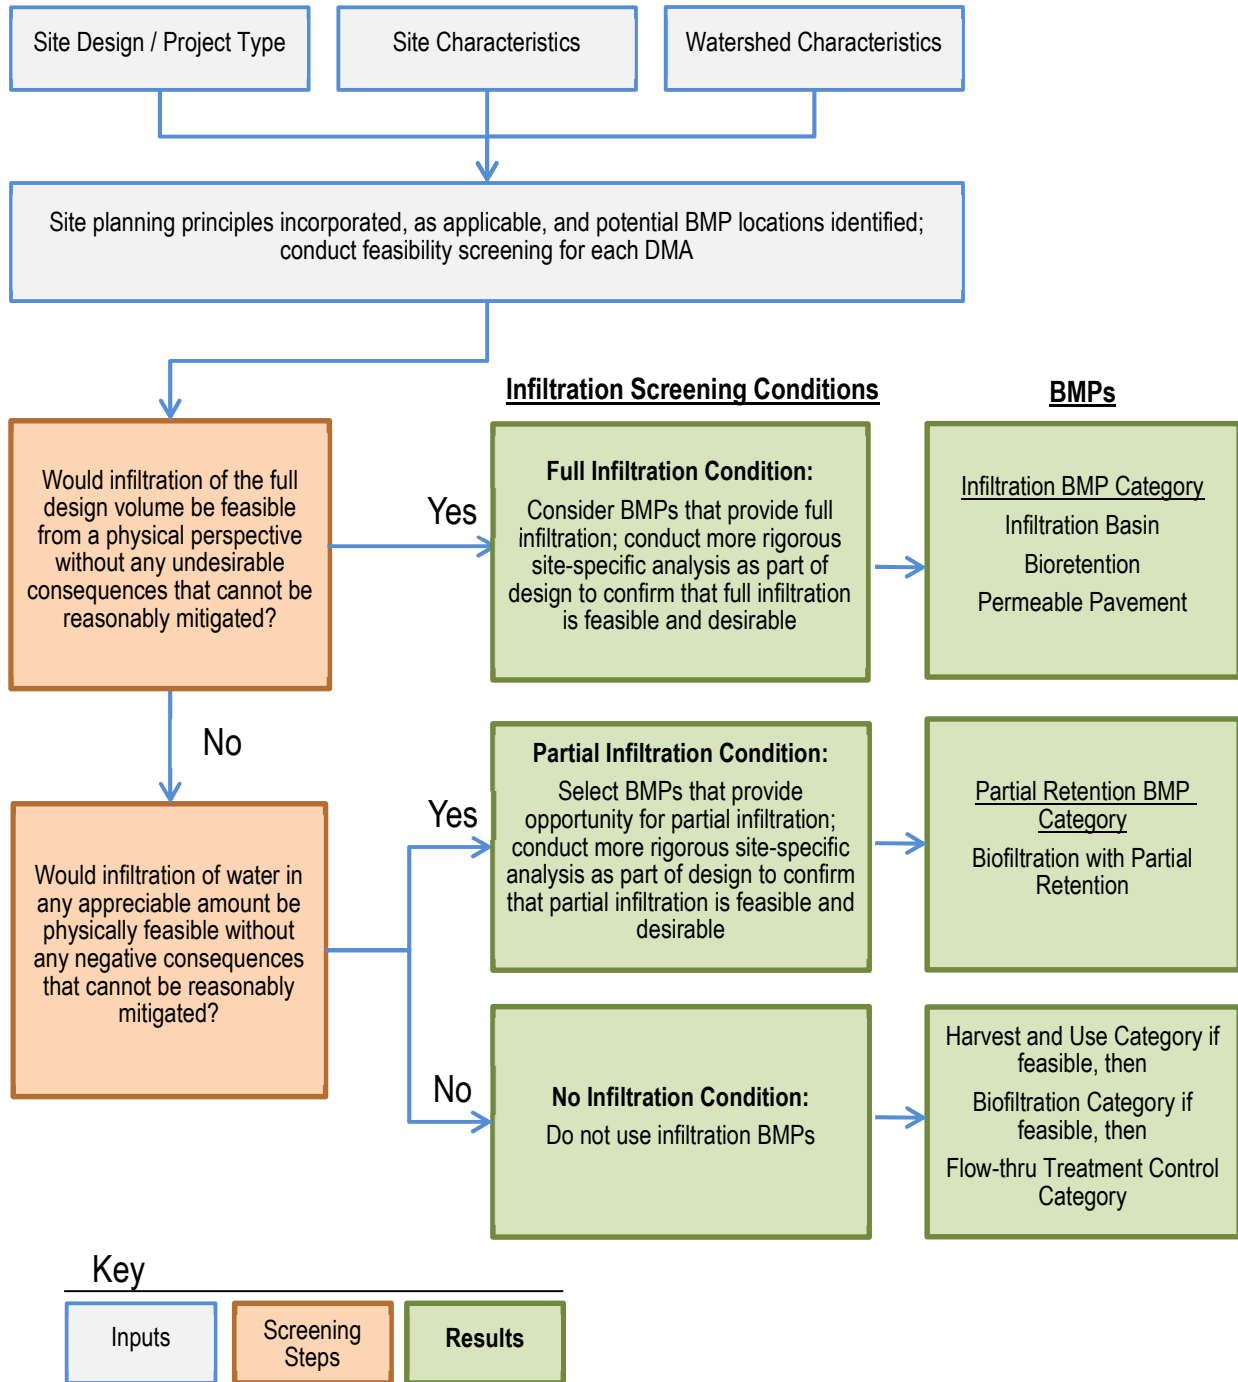 Site Design / Project Type
Site Characteristics
Watershed Characteristics
Site planning principles incorporated, as applicable, and potential BMP locations identified;
conduct feasibility screening for each DMA
Infiltration Screening Conditions
BMPs
Would infiltration of the full
design volume be feasible
from a physical perspective
without any undesirable
consequences that cannot be
reasonably mitigated?
Yes
Full Infiltration Condition:
Consider BMPs that provide full
infiltration; conduct more rigorous
site-specific analysis as part of
design to confirm that full infiltration
is feasible and desirable
Infiltration BMP Category
Infiltration Basin
Bioretention
Permeable Pavement
No
Would infiltration of water in
any appreciable amount be
physically feasible without
any negative consequences
that cannot be reasonably
mitigated?
Yes
Partial Infiltration Condition:
Select BMPs that provide
opportunity for partial infiltration;
conduct more rigorous site-specific
analysis as part of design to confirm
that partial infiltration is feasible and
desirable
Partial Retention BMP
Category
Biofiltration with Partial
Retention
No
No Infiltration Condition:
Do not use infiltration BMPs
Harvest and Use Category if
feasible, then
Biofiltration Category if
feasible, then
Flow-thru Treatment Control
Category
Key
Inputs
Screening
Steps
Results